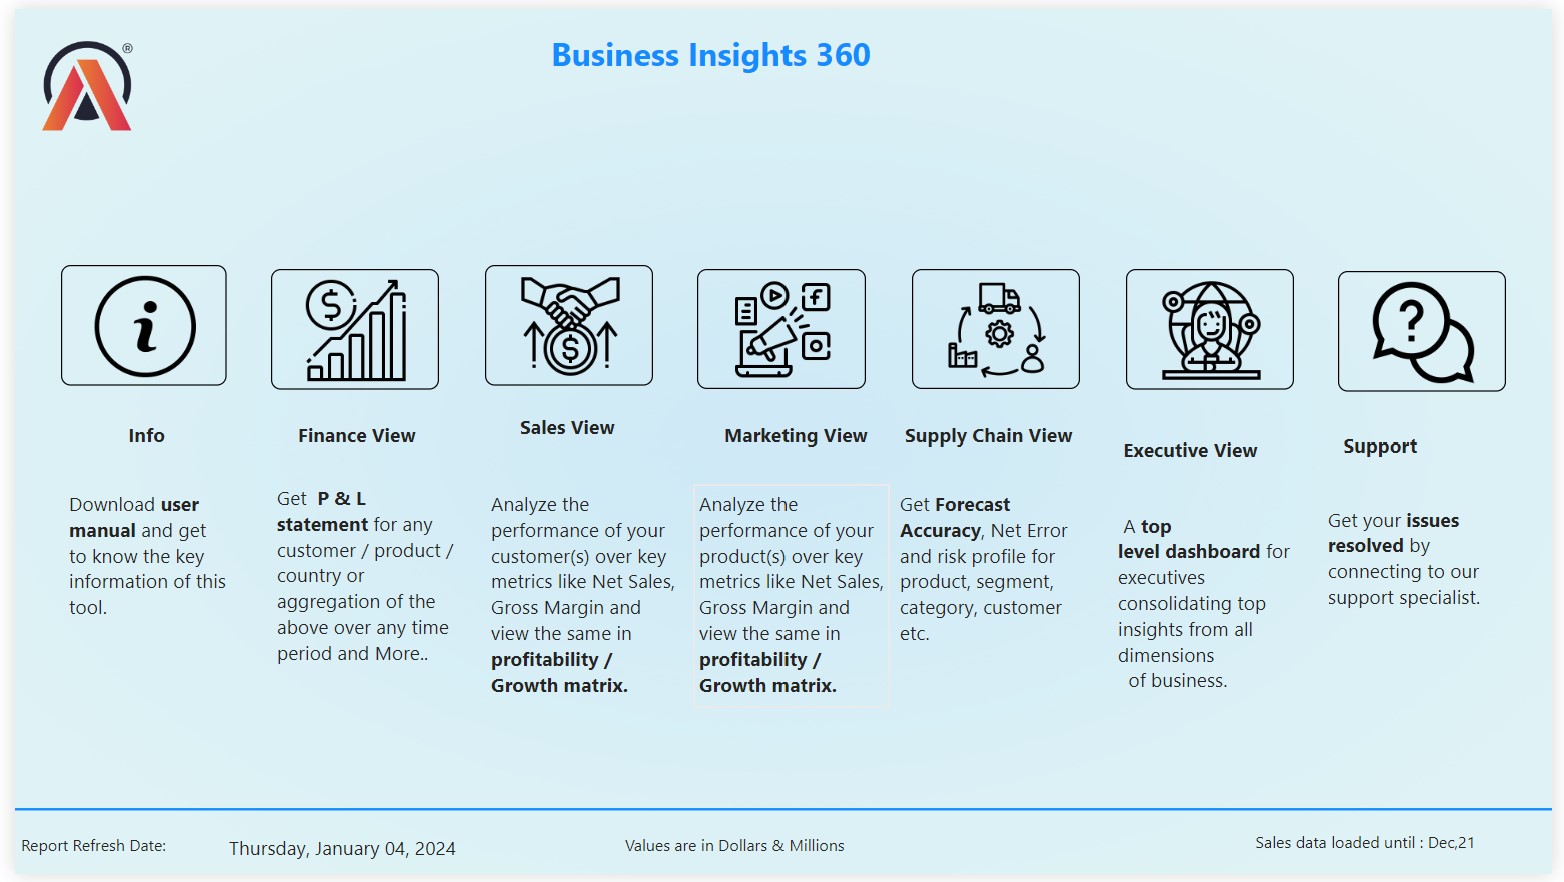 ®
Business Insights 360
Info
Download user
manual and get
to know the key
information of this
tool.
Finance View
Get  P & L
statement for any
customer / product /
country or
aggregation of the
above over any time
period and More..
Sales View
Analyze the
performance of your
customer(s) over key
metrics like Net Sales,
Gross Margin and
view the same in
profitability /
Growth matrix.
Marketing View
Analyze the
performance of your
product(s) over key
metrics like Net Sales,
Gross Margin and
view the same in
profitability /
Growth matrix.
Supply Chain View
Get Forecast
Accuracy, Net Error
and risk profile for
product, segment,
category, customer
etc.
Executive View
A top
level dashboard for
executives
consolidating top
insights from all
dimensions
of business.
Support
Get your issues
resolved by
connecting to our
support specialist.
Report Refresh Date:
Thursday, January 04, 2024
Values are in Dollars & Millions
Sales data loaded until : Dec,21